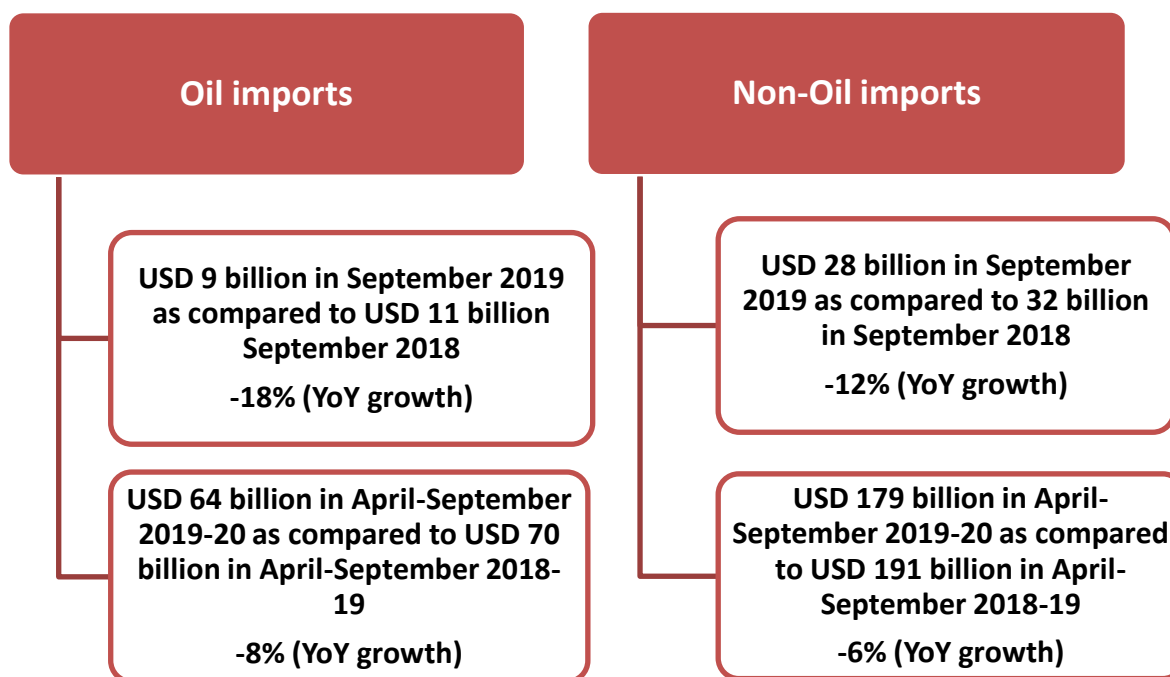 Oil imports
USD 9 billion in September 2019
as compared to USD 11 billion
September 2018
-18% (YoY growth)
USD 64 billion in April-September
2019-20 as compared to USD 70
billion in April-September 2018-
19
-8% (YoY growth)
Non-Oil imports
USD 28 billion in September
2019 as compared to 32 billion
in September 2018
-12% (YoY growth)
USD 179 billion in April-
September 2019-20 as compared
to USD 191 billion in April-
September 2018-19
-6% (YoY growth)